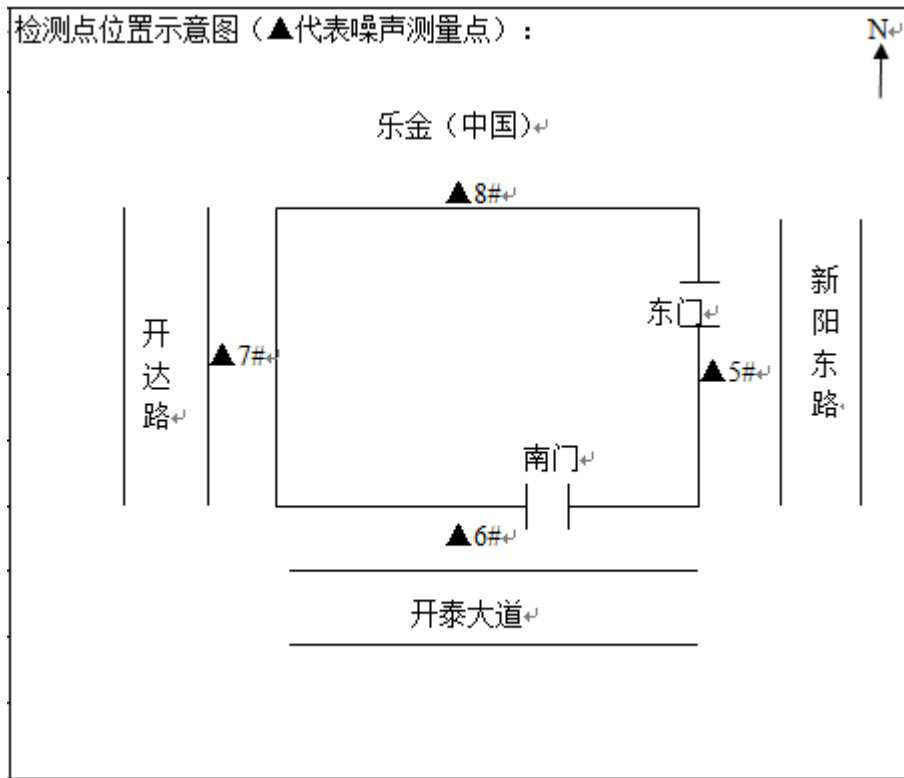 检测点位置示意图（▲代表噪声测量点）：
N
乐金（中国）
▲8#
东门
新阳东路
开达路
▲7#
▲5#
南门
▲6#
开泰大道